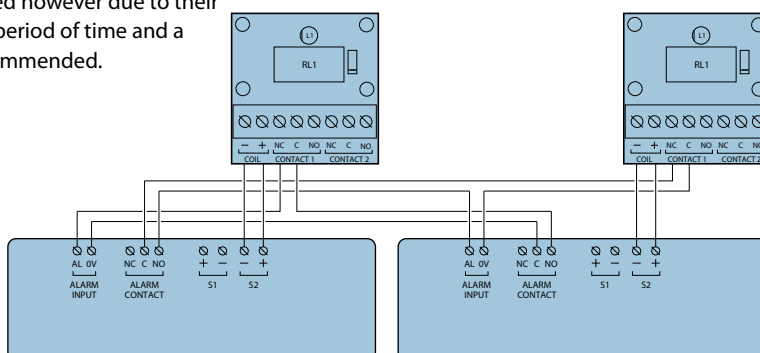 ed however due to their
period of time and a
mmended.
L1
RL1
− + NC C NO NC C NO
COIL CONTACT 1 CONTACT 2
L1
RL1
− + NC C NO NC C NO
COIL CONTACT 1 CONTACT 2
AL 0V NC C NO + − − +
ALARM INPUT ALARM CONTACT S1 S2
AL 0V NC C NO + − − +
ALARM INPUT ALARM CONTACT S1 S2